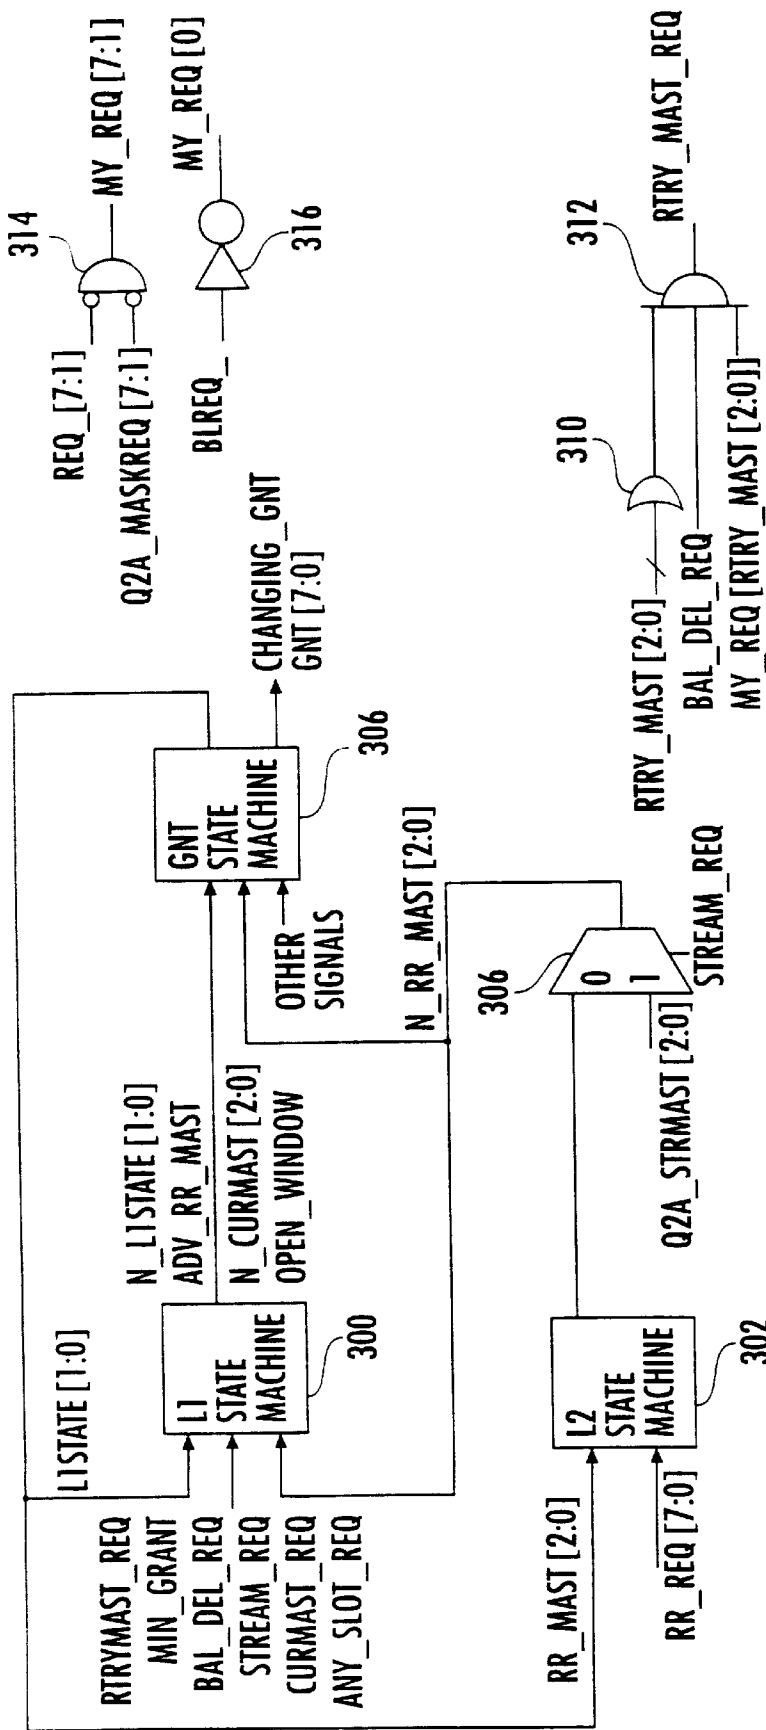 L1STATE [1:0]
RTRYMAST_REQ
MIN_GRANT
BAL_DEL_REQ
STREAM_REQ
CURMAST_REQ
ANY_SLOT_REQ
L1
STATE
MACHINE
300
N_L1STATE [1:0]
ADV_RR_MAST
N_CURMAST [2:0]
OPEN_WINDOW
GNT
STATE
MACHINE
306
OTHER
SIGNALS
CHANGING_GNT
GNT [7:0]
REQ_[7:1]
Q2A_MASKREQ [7:1]
314
MY_REQ [7:1]
BLREQ_
316
MY_REQ [0]
RR_MAST [2:0]
RR_REQ [7:0]
L2
STATE
MACHINE
302
N_RR_MAST [2:0]
306
0
1
Q2A_STRMAST [2:0]
STREAM_REQ
RTRY_MAST [2:0]
BAL_DEL_REQ
MY_REQ [RTRY_MAST [2:0]]
310
312
RTRY_MAST_REQ